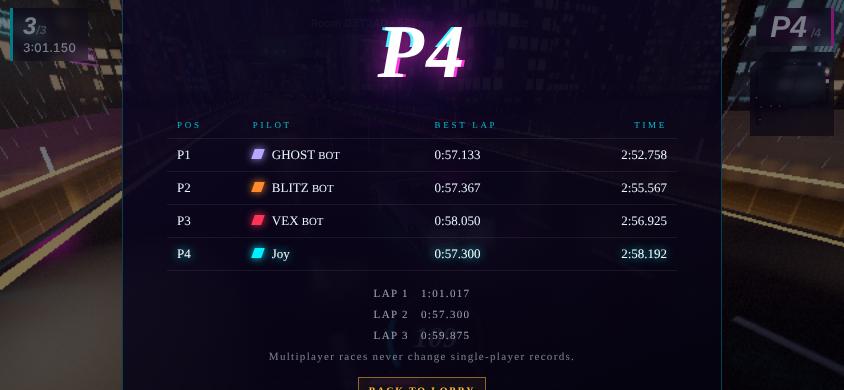 3/3
3:01.150
P4
P4 /4
POS PILOT BEST LAP TIME
P1 GHOST BOT 0:57.133 2:52.758
P2 BLITZ BOT 0:57.367 2:55.567
P3 VEX BOT 0:58.050 2:56.925
P4 Joy 0:57.300 2:58.192
LAP 1 1:01.017
LAP 2 0:57.300
LAP 3 0:59.875
Multiplayer races never change single-player records.
BACK TO LOBBY